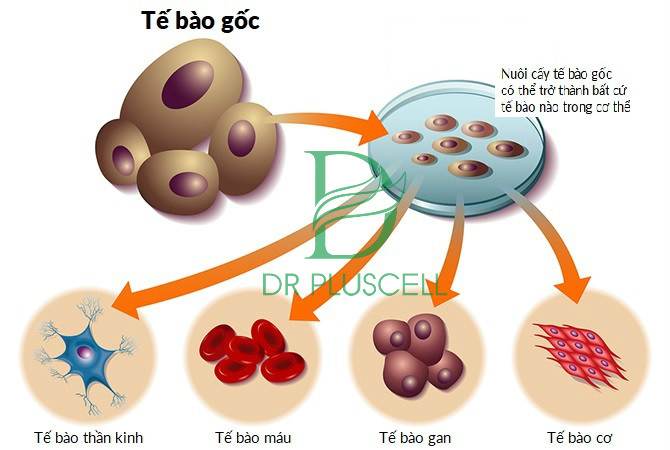 Tế bào gốc
Nuôi cấy tế bào gốc
có thể trở thành bất cứ
tế bào nào trong cơ thể
DR PLUSCELL
Tế bào thần kinh
Tế bào máu
Tế bào gan
Tế bào cơ